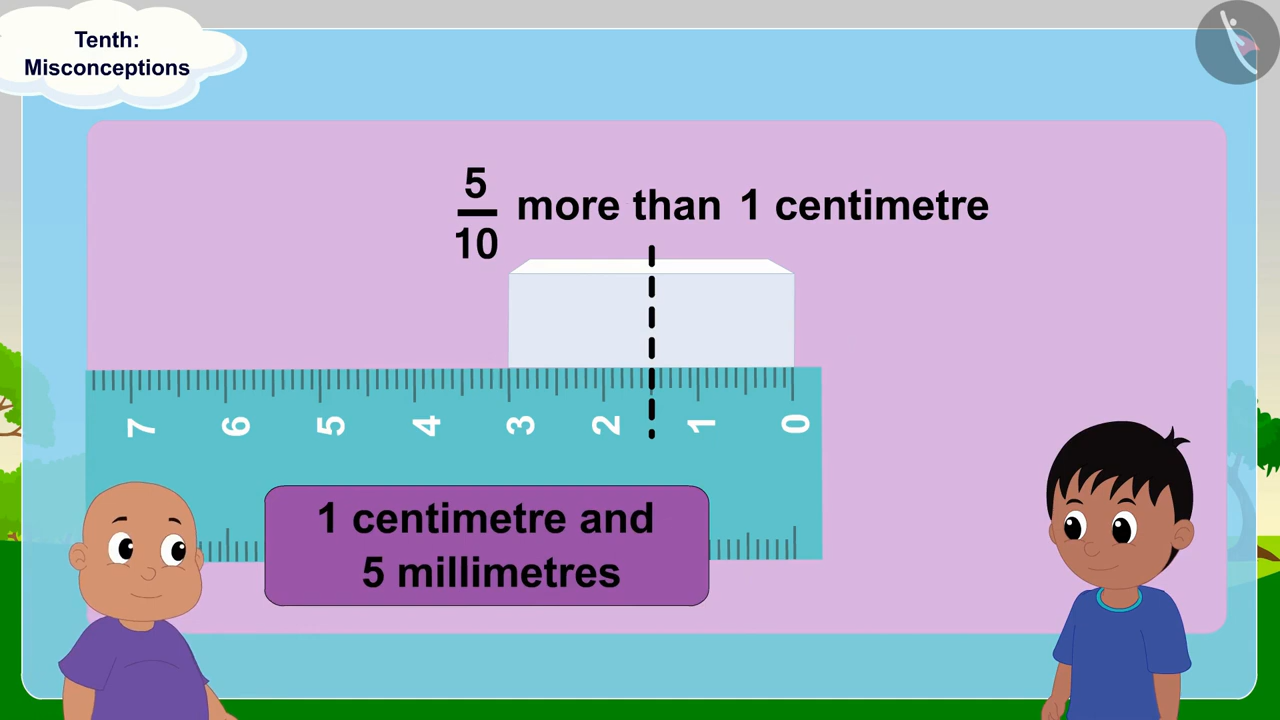 Tenth:
Misconceptions
5/10 more than 1 centimetre
7 6 5 4 3 2 1 0
1 centimetre and
5 millimetres